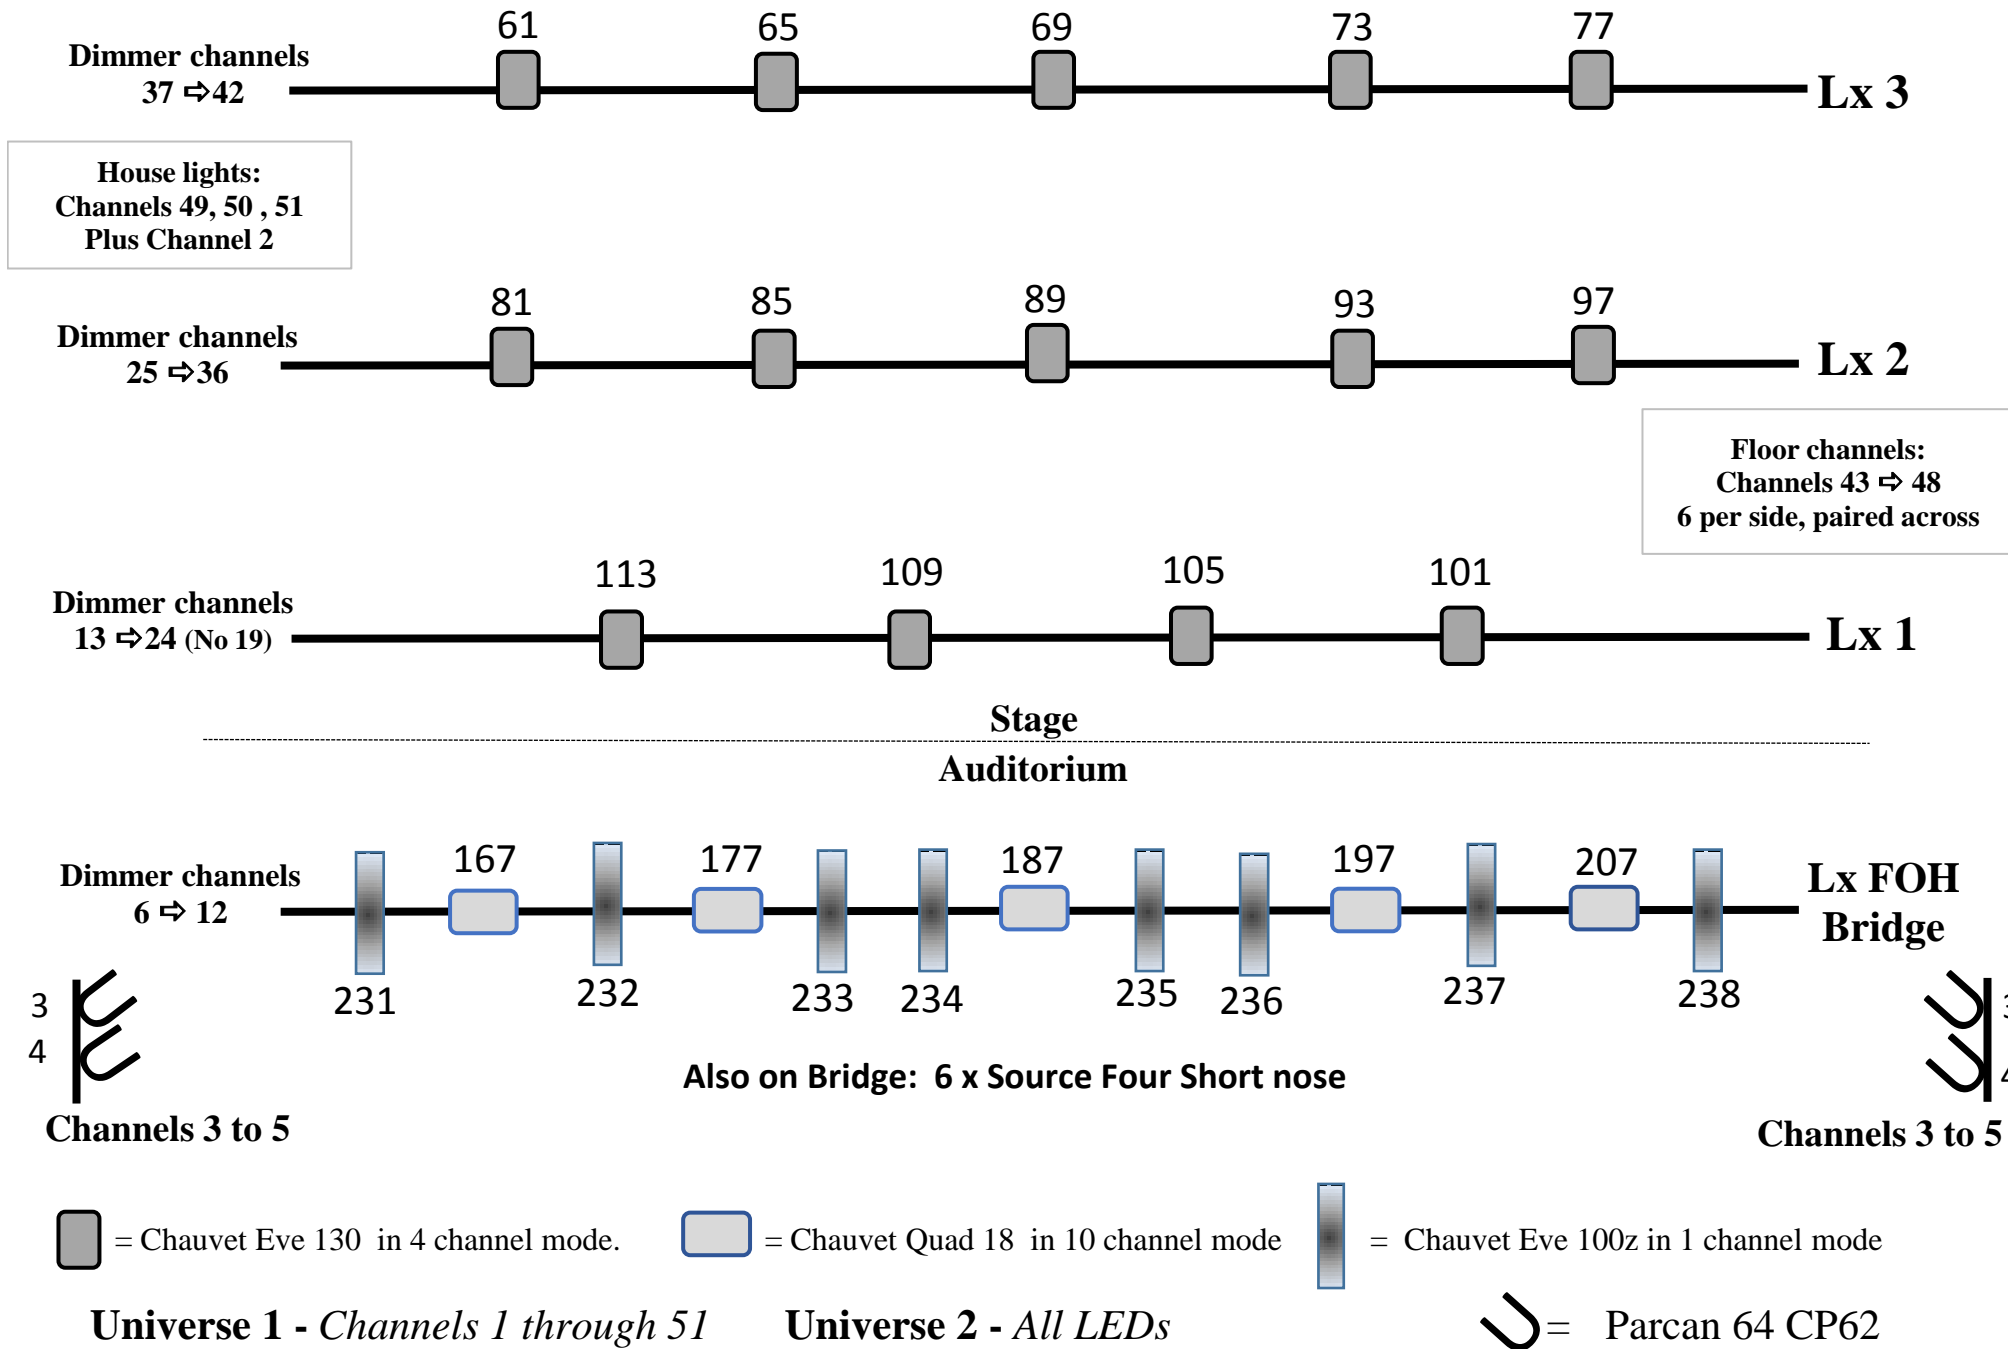 61 65 69 73 77
Dimmer channels
37 ⇨42
Lx 3
House lights:
Channels 49, 50 , 51
Plus Channel 2
81 85 89 93 97
Dimmer channels
25 ⇨36
Lx 2
Floor channels:
Channels 43 ⇨ 48
6 per side, paired across
113 109 105 101
Dimmer channels
13 ⇨24 (No 19)
Lx 1
Stage
Auditorium
167 177 187 197 207
Dimmer channels
6 ⇨ 12
Lx FOH
Bridge
231 232 233 234 235 236 237 238
3
4
3
4
Also on Bridge: 6 x Source Four Short nose
Channels 3 to 5
Channels 3 to 5
= Chauvet Eve 130 in 4 channel mode.
= Chauvet Quad 18 in 10 channel mode
= Chauvet Eve 100z in 1 channel mode
Universe 1 - Channels 1 through 51
Universe 2 - All LEDs
= Parcan 64 CP62